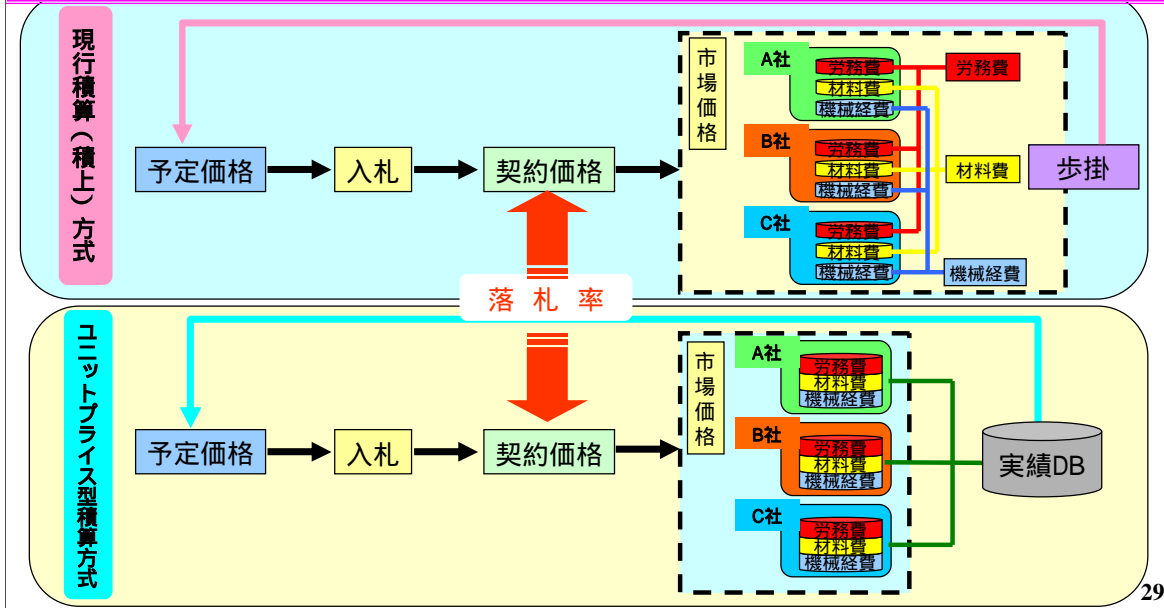 現行積算（積上）方式
市場価格
A社
労務費
材料費
機械経費
労務費
B社
労務費
材料費
機械経費
材料費
C社
労務費
材料費
機械経費
機械経費
予定価格
入札
契約価格
歩掛
落札率
ユニットプライス型積算方式
市場価格
A社
労務費
材料費
機械経費
B社
労務費
材料費
機械経費
C社
労務費
材料費
機械経費
予定価格
入札
契約価格
実績DB
29